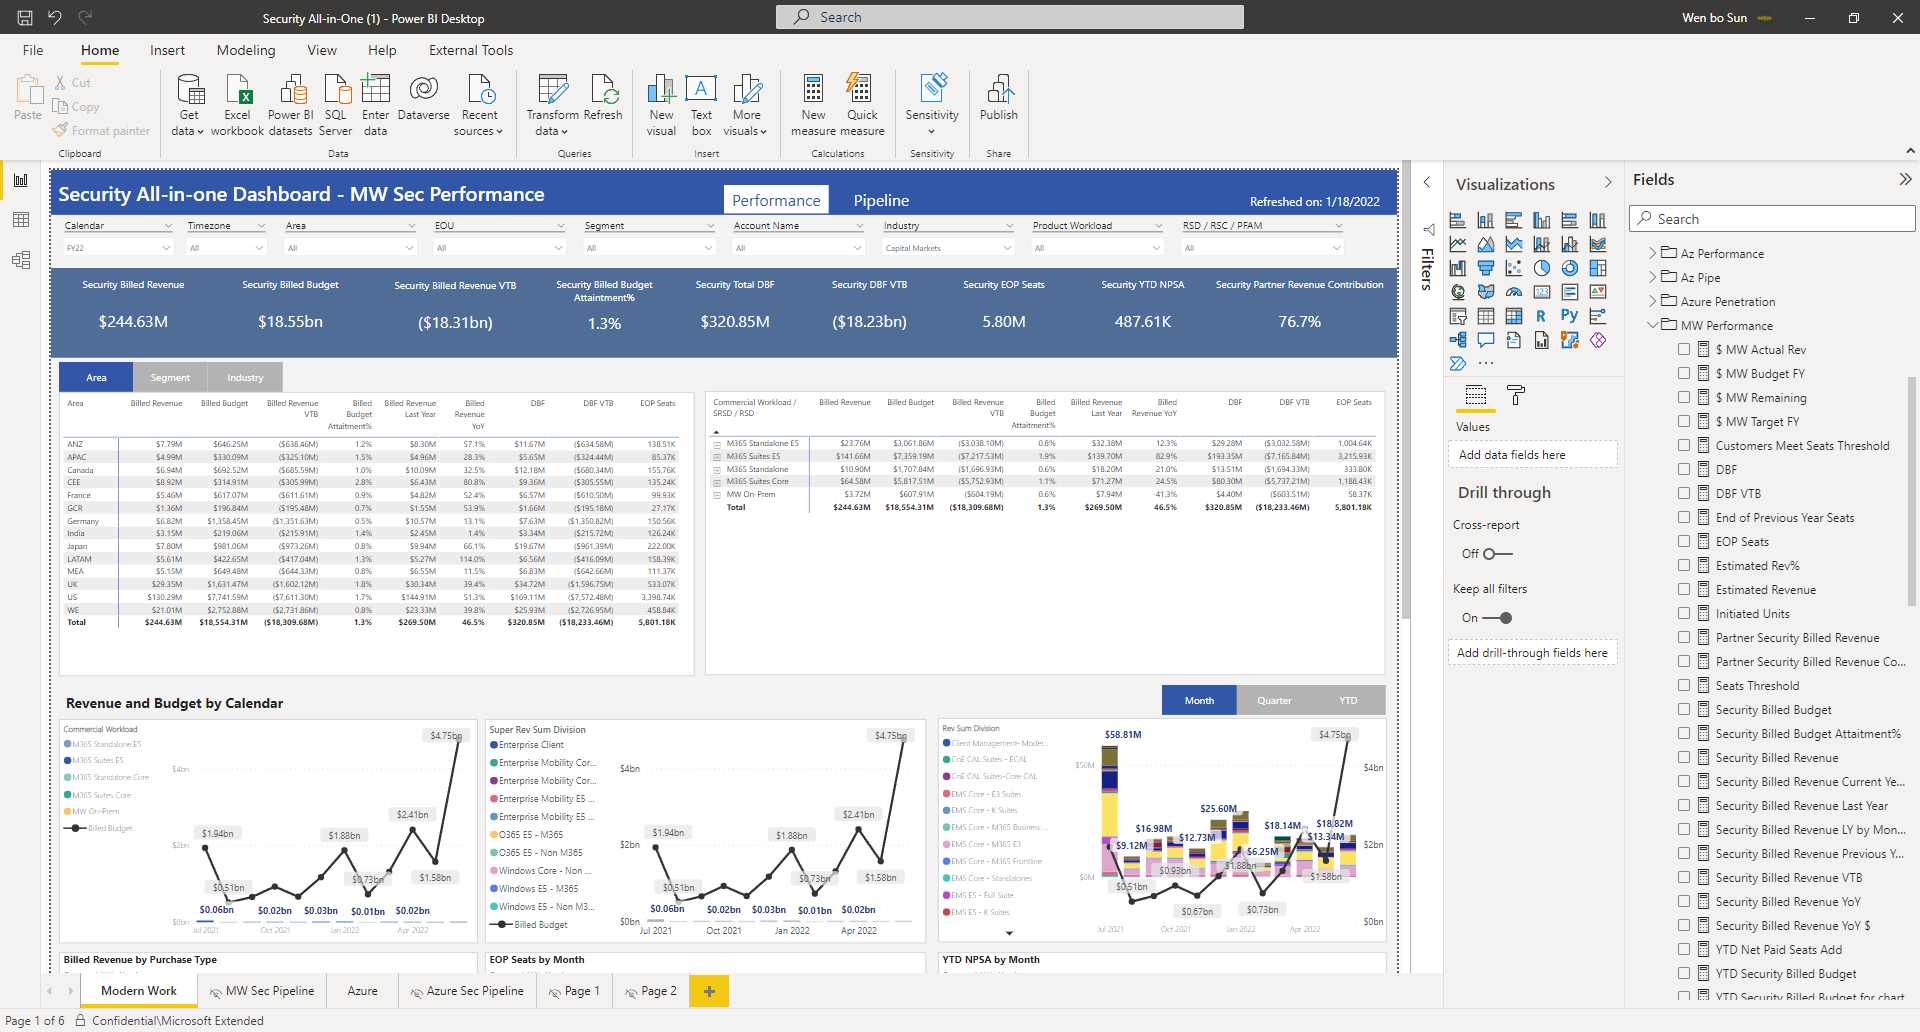 Security All-in-One (1) - Power BI Desktop
Search
Wen bo Sun
File Home Insert Modeling View Help External Tools
Paste
Cut
Copy
Format painter
Get data
Excel workbook
Power BI datasets
SQL Server
Enter data
Dataverse
Recent sources
Transform data
Refresh
New visual
Text box
More visuals
New measure
Quick measure
Sensitivity
Publish
Clipboard Data Queries Insert Calculations Sensitivity Share
Security All-in-one Dashboard - MW Sec Performance
Performance Pipeline
Refreshed on: 1/18/2022
Calendar Timezone Area EOU Segment Account Name Industry Product Workload RSD / RSC / PFAM
FY22 All All All All All Capital Markets All All
Security Billed Revenue
$244.63M
Security Billed Budget
$18.55bn
Security Billed Revenue VTB
($18.31bn)
Security Billed Budget Attaintment%
1.3%
Security Total DBF
$320.85M
Security DBF VTB
($18.23bn)
Security EOP Seats
5.80M
Security YTD NPSA
487.61K
Security Partner Revenue Contribution
76.7%
Area Segment Industry
Area Billed Revenue Billed Budget Billed Revenue VTB Billed Budget Attaitment% Billed Revenue Last Year Billed Revenue YoY DBF DBF VTB EOP Seats
ANZ $7.79M $646.25M ($638.46M) 1.2% $8.30M 57.1% $11.67M ($634.58M) 138.51K
APAC $4.99M $330.09M ($325.10M) 1.5% $4.96M 28.3% $5.65M ($324.44M) 85.37K
Canada $6.94M $692.52M ($685.59M) 1.0% $10.09M 32.5% $12.18M ($680.34M) 155.76K
CEE $8.92M $314.91M ($305.99M) 2.8% $6.43M 80.8% $9.36M ($305.55M) 135.24K
France $5.46M $617.07M ($611.61M) 0.9% $4.82M 52.4% $6.57M ($610.50M) 99.93K
GCR $1.36M $196.84M ($195.48M) 0.7% $1.55M 53.9% $1.66M ($195.18M) 27.17K
Germany $6.82M $1,358.45M ($1,351.63M) 0.5% $10.57M 13.1% $7.63M ($1,350.82M) 150.56K
India $3.15M $219.06M ($215.91M) 1.4% $2.45M 1.4% $3.34M ($215.72M) 126.24K
Japan $7.80M $981.06M ($973.26M) 0.8% $9.94M 66.1% $19.67M ($961.39M) 222.00K
LATAM $5.61M $422.65M ($417.04M) 1.3% $5.27M 114.0% $6.56M ($416.09M) 158.39K
MEA $5.15M $649.48M ($644.33M) 0.8% $6.55M 11.5% $6.83M ($642.66M) 111.37K
UK $29.35M $1,631.47M ($1,602.12M) 1.8% $30.34M 39.4% $34.72M ($1,596.75M) 533.07K
US $130.29M $7,741.59M ($7,611.30M) 1.7% $144.91M 51.3% $169.11M ($7,572.48M) 3,398.74K
WE $21.01M $2,752.88M ($2,731.86M) 0.8% $23.33M 39.8% $25.93M ($2,726.95M) 458.84K
Total $244.63M $18,554.31M ($18,309.68M) 1.3% $269.50M 46.5% $320.85M ($18,233.46M) 5,801.18K
Commercial Workload / SRSD / RSD Billed Revenue Billed Budget Billed Revenue VTB Billed Budget Attaitment% Billed Revenue Last Year Billed Revenue YoY DBF DBF VTB EOP Seats
M365 Standalone E5 $23.76M $3,061.86M ($3,038.10M) 0.8% $32.38M 12.3% $29.28M ($3,032.58M) 1,004.64K
M365 Suites E5 $141.66M $7,359.19M ($7,217.53M) 1.9% $139.70M 82.9% $193.35M ($7,165.84M) 3,215.93K
M365 Standalone $10.90M $1,707.84M ($1,696.93M) 0.6% $18.20M 21.0% $13.51M ($1,694.33M) 333.80K
M365 Suites Core $64.58M $5,817.51M ($5,752.93M) 1.1% $71.27M 24.5% $80.30M ($5,737.21M) 1,188.43K
MW On-Prem $3.72M $607.91M ($604.19M) 0.6% $7.94M -41.3% $4.40M ($603.51M) 58.37K
Total $244.63M $18,554.31M ($18,309.68M) 1.3% $269.50M 46.5% $320.85M ($18,233.46M) 5,801.18K
Revenue and Budget by Calendar
Month Quarter YTD
Commercial Workload
M365 Standalone E5
M365 Suites E5
M365 Standalone Core
M365 Suites Core
MW On-Prem
Billed Budget
$4bn
$2bn
$0bn
$4.75bn
$2.41bn
$1.94bn
$1.88bn
$0.51bn
$0.73bn
$1.58bn
$0.06bn $0.02bn $0.03bn $0.01bn $0.02bn
Jul 2021 Oct 2021 Jan 2022 Apr 2022
Super Rev Sum Division
Enterprise Client
Enterprise Mobility Cor...
Enterprise Mobility Cor...
Enterprise Mobility E5 ...
Enterprise Mobility E5 ...
O365 E5 - M365
O365 E5 - Non M365
Windows Core - Non ...
Windows E5 - M365
Windows E5 - Non M3...
Billed Budget
$4bn
$2bn
$0bn
$4.75bn
$2.41bn
$1.94bn
$1.88bn
$0.51bn
$0.73bn
$1.58bn
$0.06bn $0.02bn $0.03bn $0.01bn $0.02bn
Jul 2021 Oct 2021 Jan 2022 Apr 2022
Rev Sum Division
Client Management- Moder...
CnE CAL Suites - ECAL
CnE CAL Suites-Core CAL
EMS Core - E3 Suites
EMS Core - K Suites
EMS Core - M365 Business ...
EMS Core - M365 E3
EMS Core - M365 Frontline
EMS Core - Standalones
EMS E5 - Full Suite
EMS E5 - K Suites
$50M
$0M
$58.81M
$4.75bn
$4bn
$2bn
$0bn
$25.60M
$16.98M
$18.14M
$18.82M
$9.12M
$12.73M
$13.34M
$6.25M
$1.88bn
$0.93bn
$1.58bn
$0.51bn
$0.67bn
$0.73bn
Jul 2021 Oct 2021 Jan 2022 Apr 2022
Billed Revenue by Purchase Type
EOP Seats by Month
YTD NPSA by Month
Modern Work MW Sec Pipeline Azure Azure Sec Pipeline Page 1 Page 2 +
Page 1 of 6 Confidential\Microsoft Extended
Filters
Visualizations
R
Py
123
...
Values
Add data fields here
Drill through
Cross-report
Off
Keep all filters
On
Add drill-through fields here
Fields
Search
Az Performance
Az Pipe
Azure Penetration
MW Performance
$ MW Actual Rev
$ MW Budget FY
$ MW Remaining
$ MW Target FY
Customers Meet Seats Threshold
DBF
DBF VTB
End of Previous Year Seats
EOP Seats
Estimated Rev%
Estimated Revenue
Initiated Units
Partner Security Billed Revenue
Partner Security Billed Revenue Co...
Seats Threshold
Security Billed Budget
Security Billed Budget Attaitment%
Security Billed Revenue
Security Billed Revenue Current Ye...
Security Billed Revenue Last Year
Security Billed Revenue LY by Mon...
Security Billed Revenue Previous Y...
Security Billed Revenue VTB
Security Billed Revenue YoY
Security Billed Revenue YoY $
YTD Net Paid Seats Add
YTD Security Billed Budget
YTD Security Billed Budget for chart